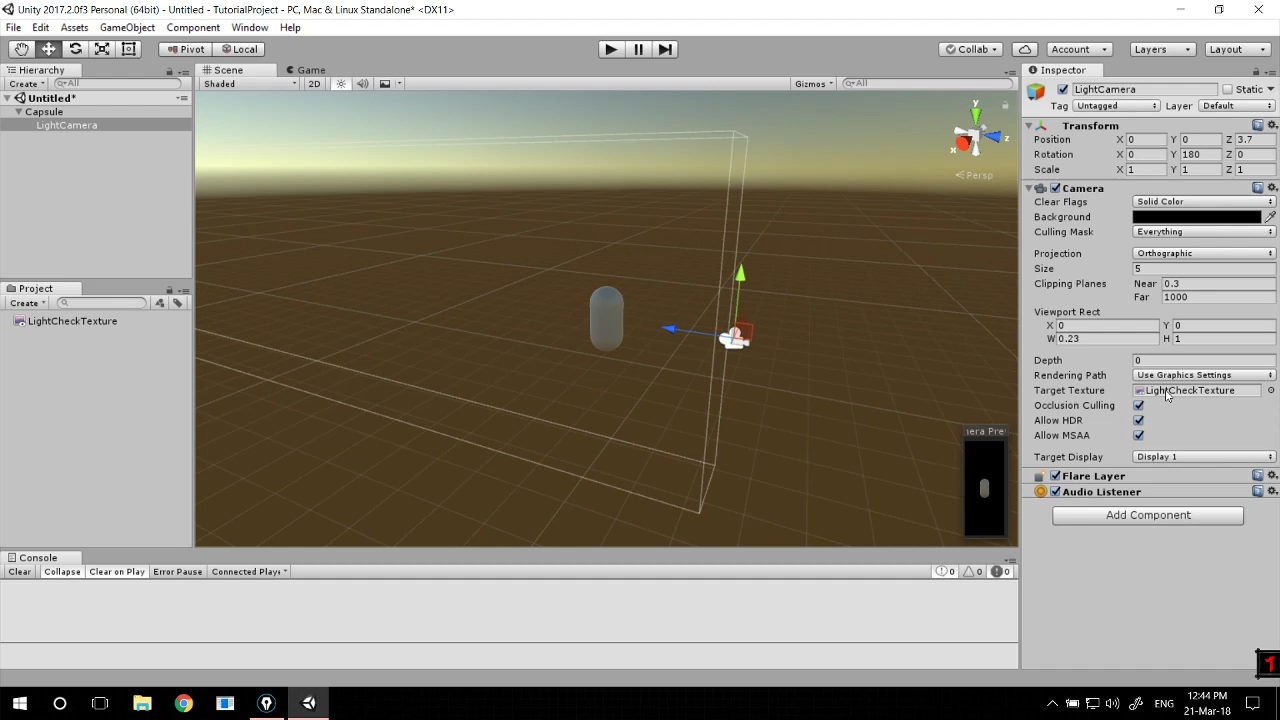 Unity 2017.2.0f3 Personal (64bit) - Untitled - TutorialProject - PC, Mac & Linux Standalone* <DX11>
File Edit Assets GameObject Component Window Help
Pivot Local Collab Account Layers Layout
Hierarchy Scene Game Inspector
Create All Shaded 2D Gizmos All
LightCamera Static
Untitled*
Tag Untagged Layer Default
Capsule
LightCamera
Transform
Position X 0 Y 0 Z 3.7
Rotation X 0 Y 180 Z 0
Scale X 1 Y 1 Z 1
y
z
x
Persp
Camera
Clear Flags Solid Color
Background
Culling Mask Everything
Projection Orthographic
Size 5
Clipping Planes Near 0.3
Far 1000
Viewport Rect
X 0 Y 0
W 0.23 H 1
Depth 0
Rendering Path Use Graphics Settings
Target Texture LightCheckTexture
Occlusion Culling
Allow HDR
Allow MSAA
Target Display Display 1
Flare Layer
Audio Listener
Add Component
Project
Create
LightCheckTexture
era Pre
Console
Clear Collapse Clear on Play Error Pause Connected Playe
0 0 0
1
ENG
12:44 PM
21-Mar-18